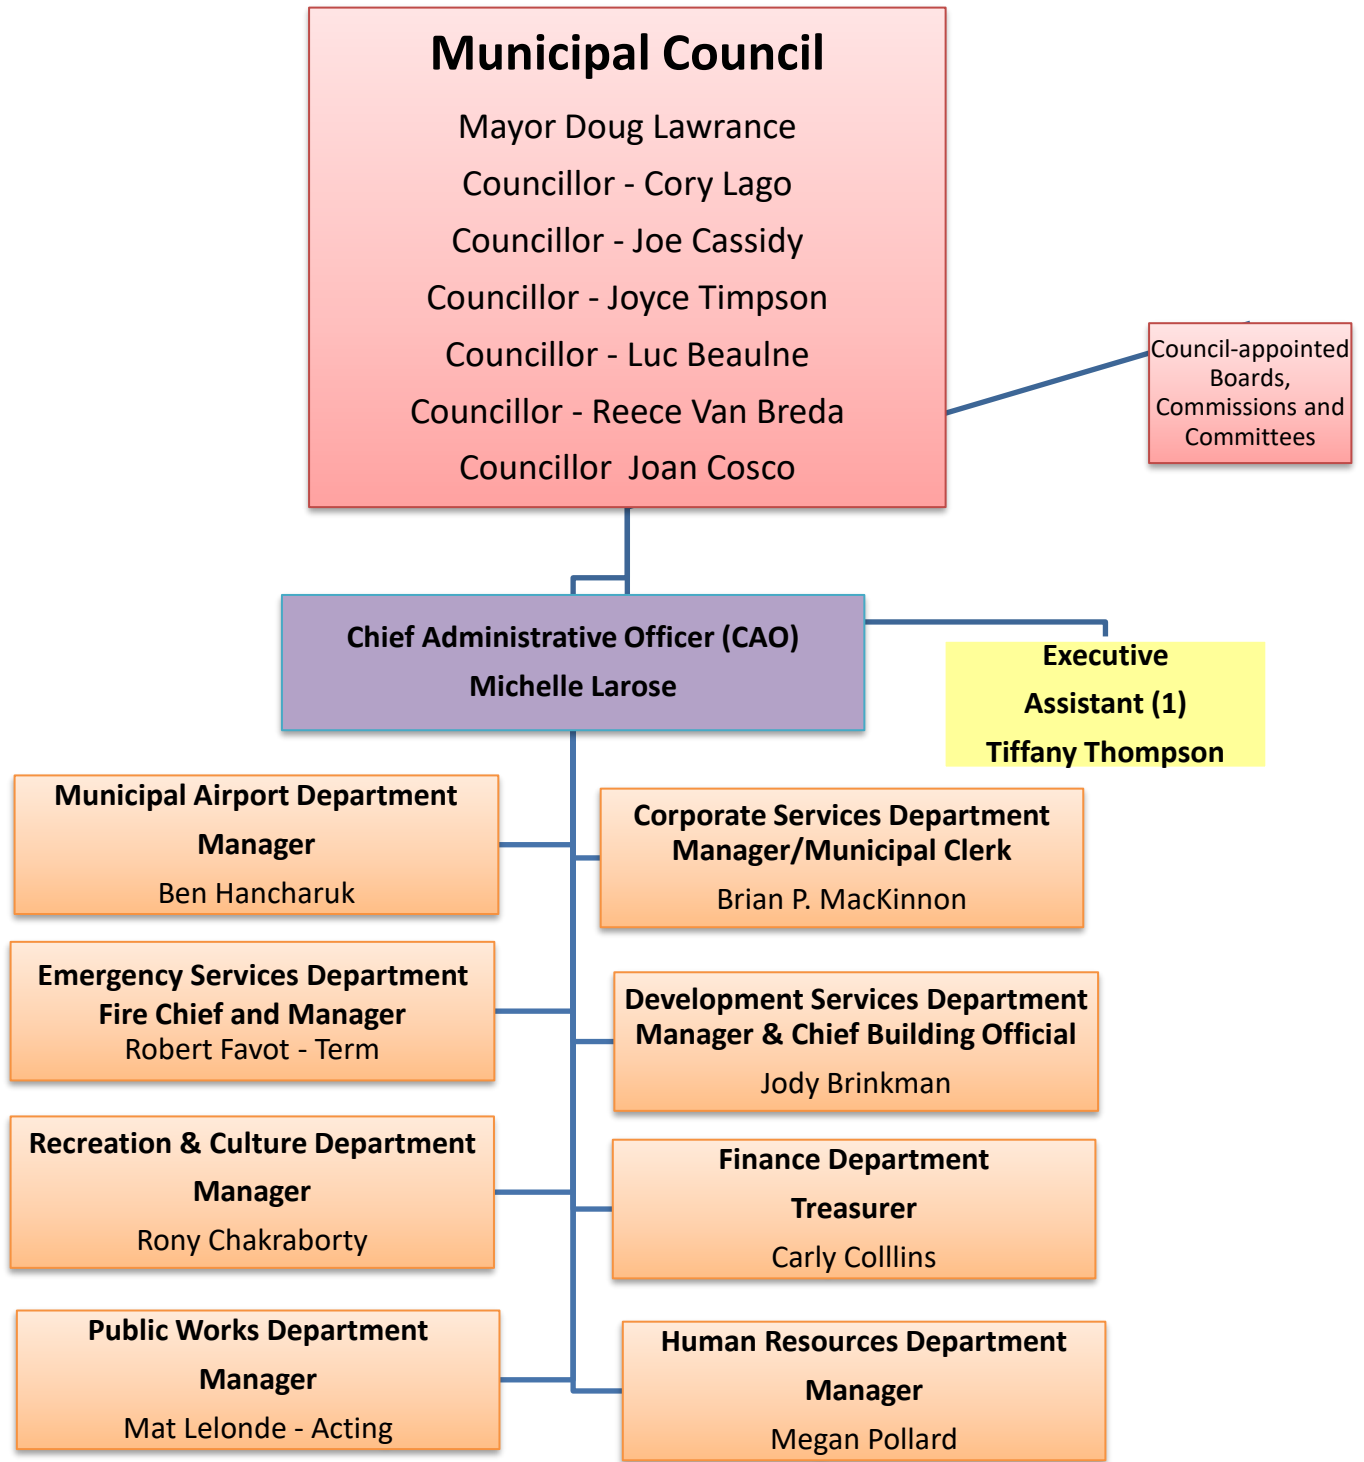 Municipal Council
Mayor Doug Lawrance
Councillor - Cory Lago
Councillor - Joe Cassidy
Councillor - Joyce Timpson
Councillor - Luc Beaulne
Councillor - Reece Van Breda
Councillor  Joan Cosco
Council-appointed
Boards,
Commissions and
Committees
Chief Administrative Officer (CAO)
Michelle Larose
Executive
Assistant (1)
Tiffany Thompson
Municipal Airport Department
Manager
Ben Hancharuk
Corporate Services Department
Manager/Municipal Clerk
Brian P. MacKinnon
Emergency Services Department
Fire Chief and Manager
Robert Favot - Term
Development Services Department
Manager & Chief Building Official
Jody Brinkman
Recreation & Culture Department
Manager
Rony Chakraborty
Finance Department
Treasurer
Carly Colllins
Public Works Department
Manager
Mat Lelonde - Acting
Human Resources Department
Manager
Megan Pollard